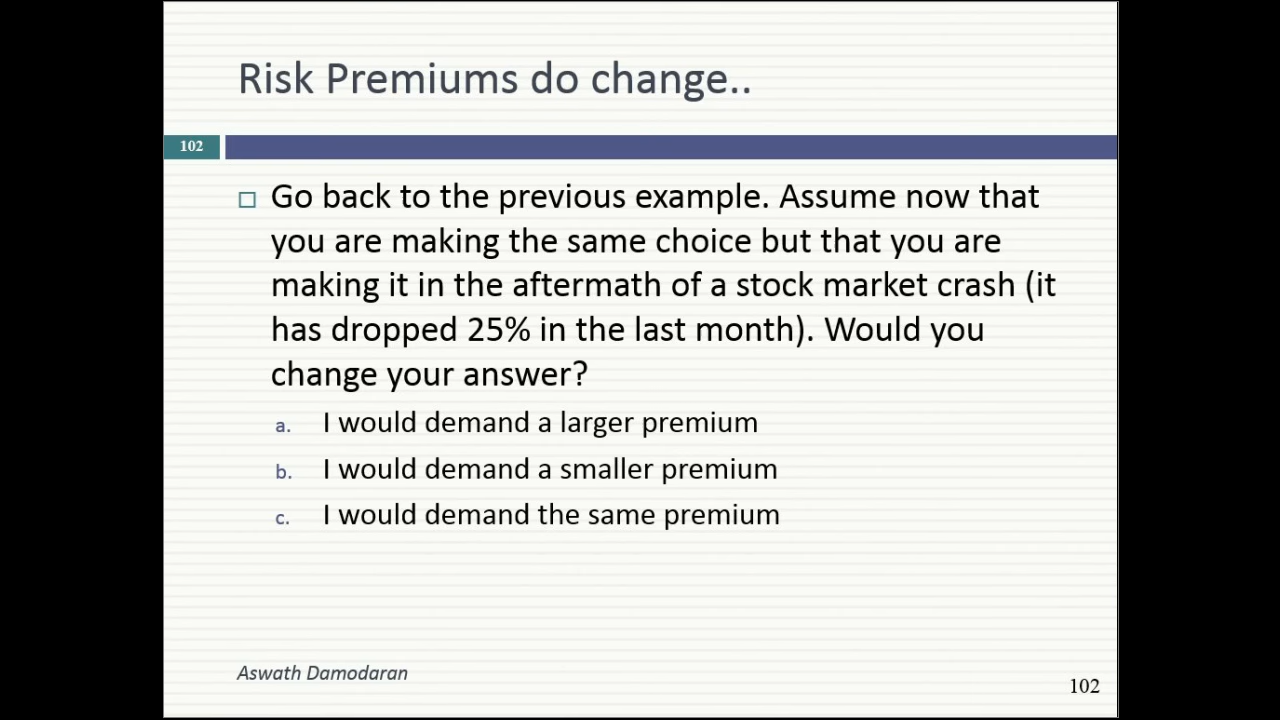 Risk Premiums do change..
102
Go back to the previous example. Assume now that
you are making the same choice but that you are
making it in the aftermath of a stock market crash (it
has dropped 25% in the last month). Would you
change your answer?
a. I would demand a larger premium
b. I would demand a smaller premium
c. I would demand the same premium
Aswath Damodaran
102